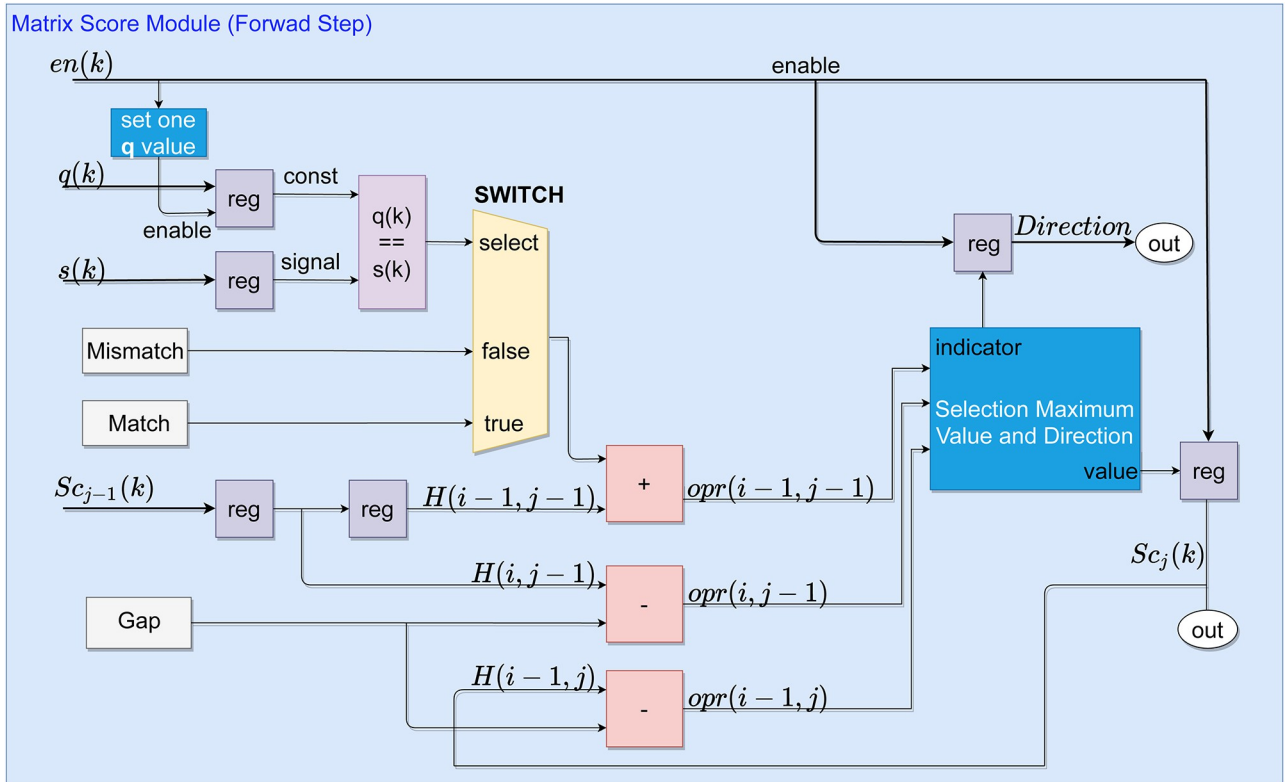 Matrix Score Module (Forwad Step)
en(k)
enable
set one
q value
q(k)
reg
const
enable
s(k)
reg
signal
q(k)
==
s(k)
SWITCH
select
false
true
Mismatch
Match
reg
Direction
out
indicator
Selection Maximum
Value and Direction
value
reg
Sc_{j-1}(k)
reg
reg
H(i-1, j-1)
+
opr(i-1, j-1)
H(i, j-1)
-
opr(i, j-1)
Gap
H(i-1, j)
-
opr(i-1, j)
Sc_j(k)
out